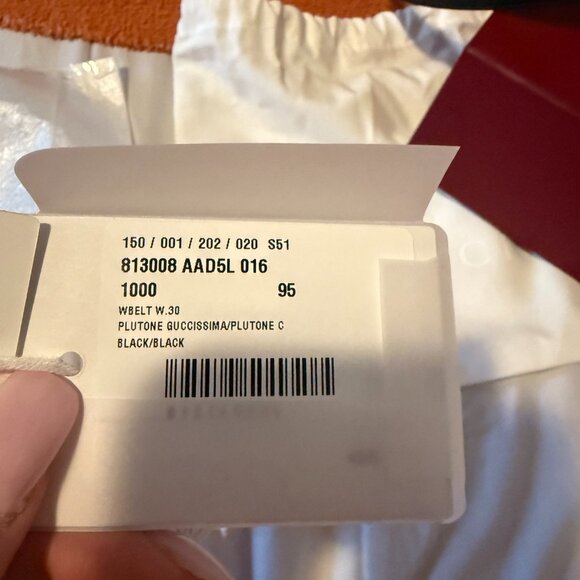 150 / 001 / 202 / 020 S51
813008 AAD5L 016
1000 95
WBELT W.30
PLUTONE GUCCISSIMA/PLUTONE C
BLACK/BLACK